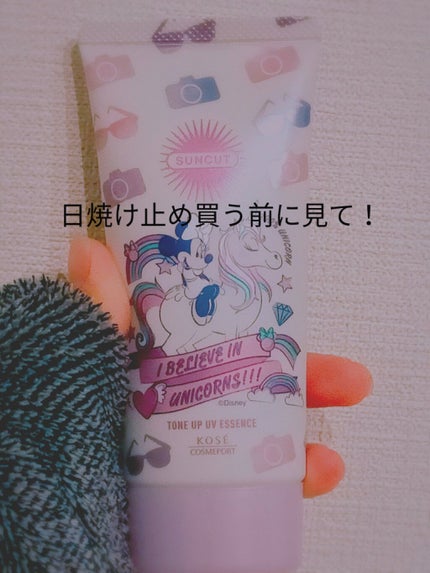 SUNCUT
日焼け止め買う前に見て！
UNICORN
I BELIEVE IN
UNICORNS!!!
©Disney
TONE UP UV ESSENCE
KOSÉ
COSMEPORT